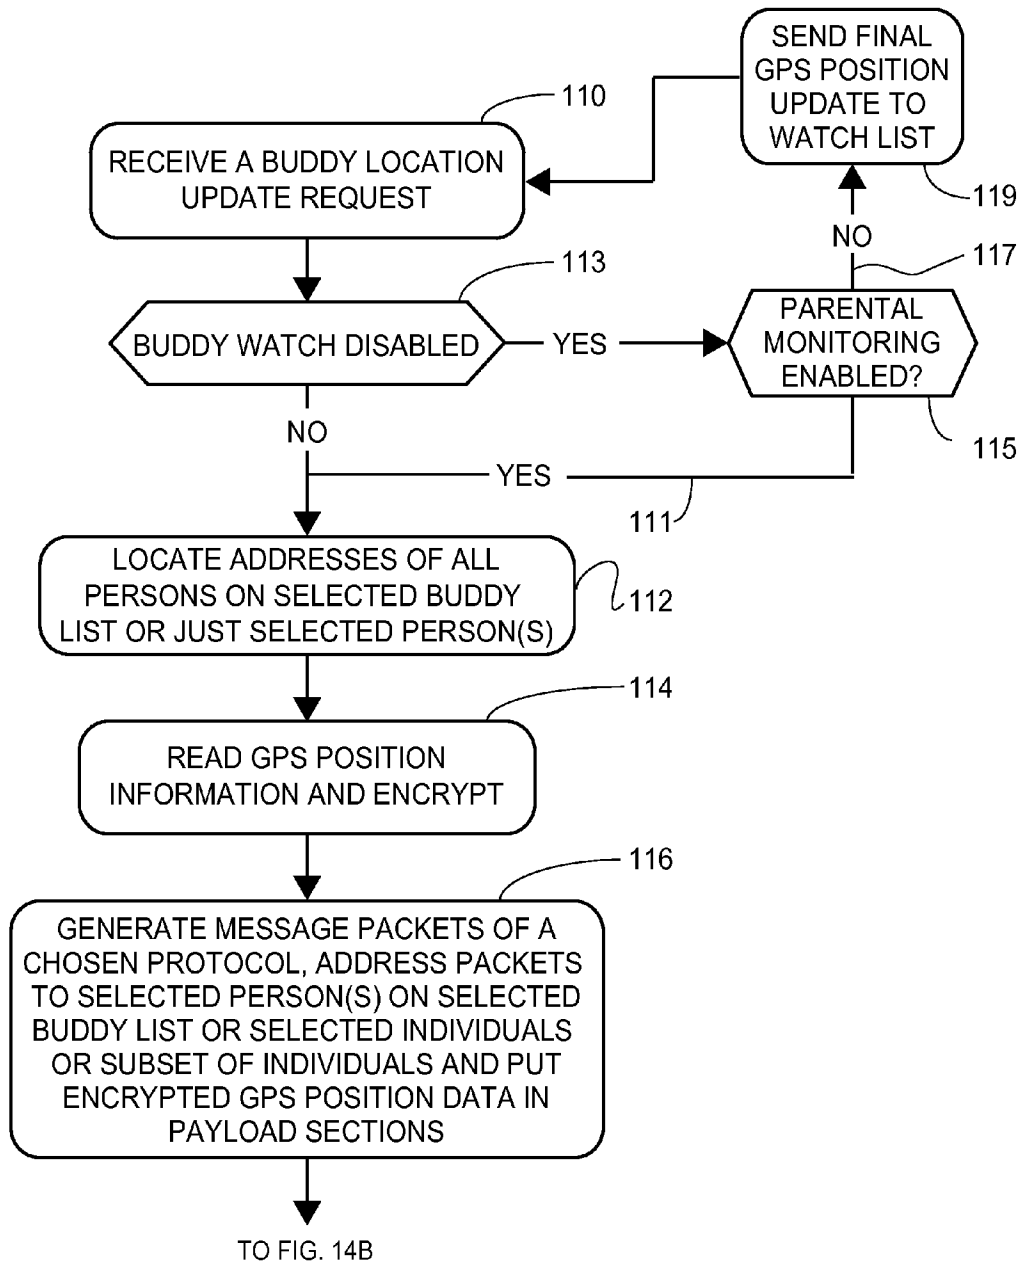 SEND FINAL
GPS POSITION
UPDATE TO
WATCH LIST
119
110
RECEIVE A BUDDY LOCATION
UPDATE REQUEST
NO
117
113
BUDDY WATCH DISABLED
YES
PARENTAL
MONITORING
ENABLED?
115
NO
YES
111
LOCATE ADDRESSES OF ALL
PERSONS ON SELECTED BUDDY
LIST OR JUST SELECTED PERSON(S)
112
114
READ GPS POSITION
INFORMATION AND ENCRYPT
116
GENERATE MESSAGE PACKETS OF A
CHOSEN PROTOCOL, ADDRESS PACKETS
TO SELECTED PERSON(S) ON SELECTED
BUDDY LIST OR SELECTED INDIVIDUALS
OR SUBSET OF INDIVIDUALS AND PUT
ENCRYPTED GPS POSITION DATA IN
PAYLOAD SECTIONS
TO FIG. 14B